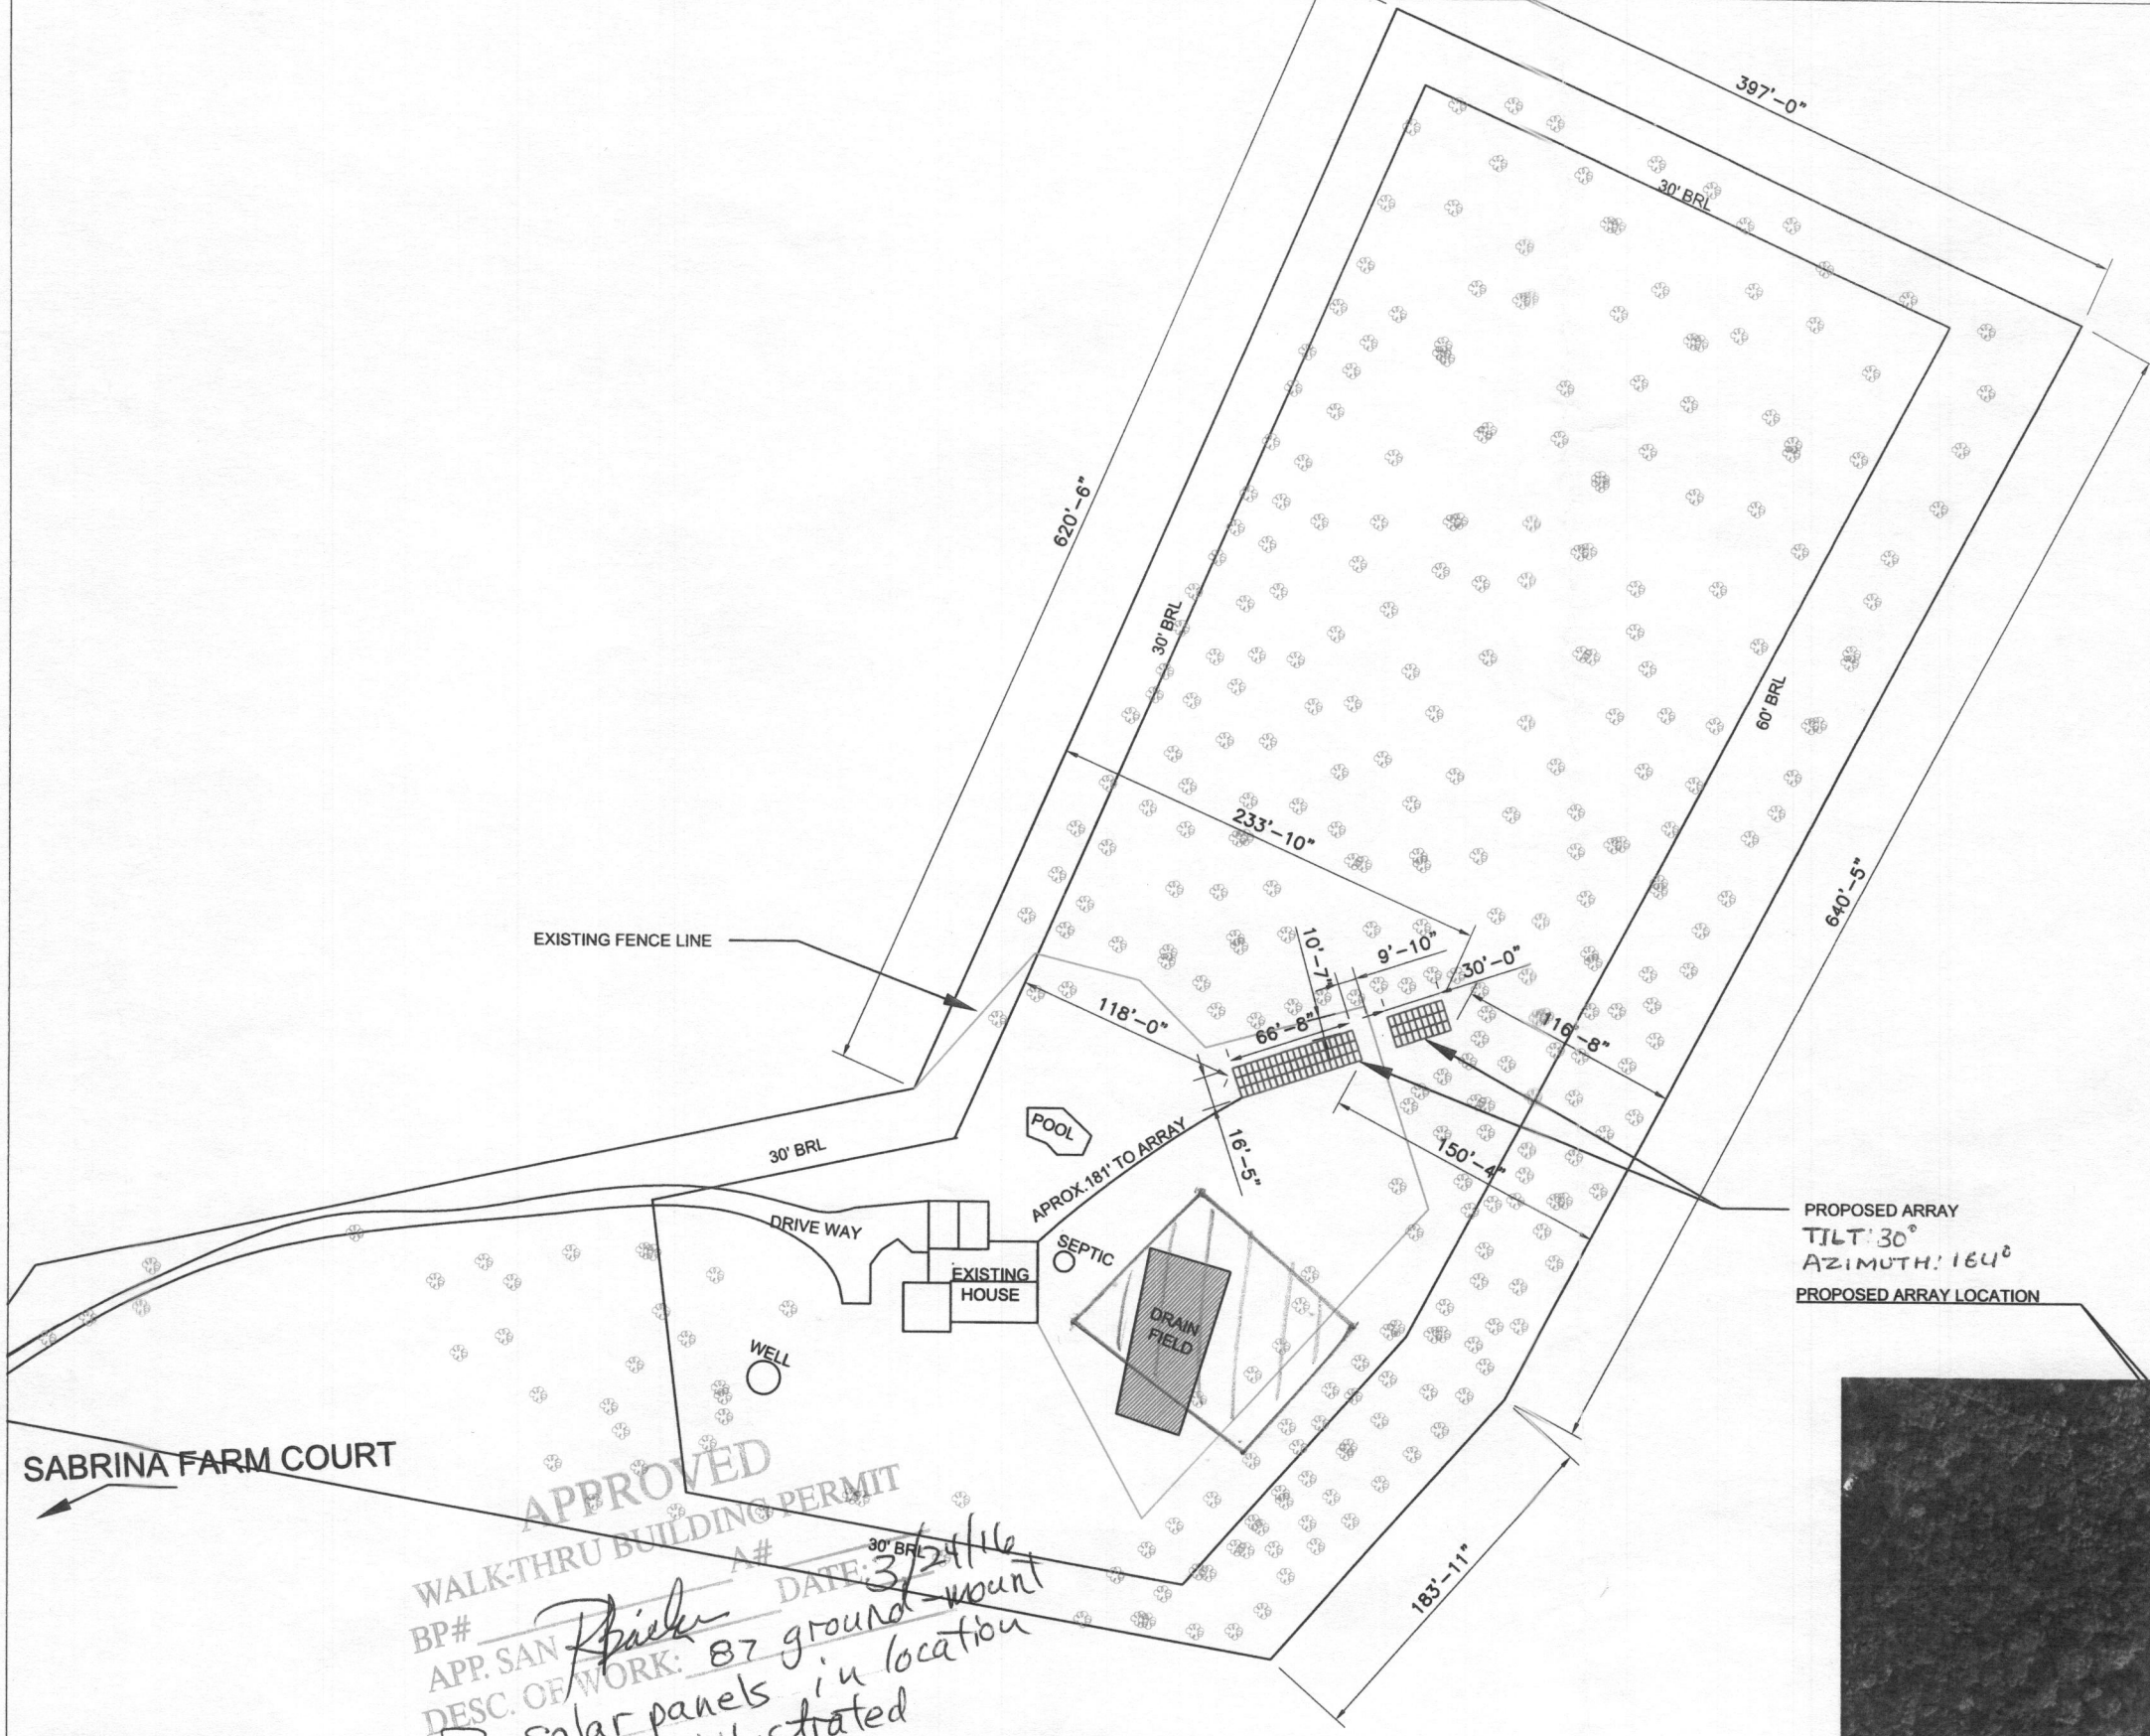 397'-0"
30' BRL
620'-6"
30' BRL
60' BRL
233'-10"
640'-5"
EXISTING FENCE LINE
10'-7"
9'-10"
30'-0"
118'-0"
66'-8"
116'-8"
POOL
30' BRL
APROX.181' TO ARRAY
16'-5"
150'-4"
PROPOSED ARRAY
TILT: 30°
AZIMUTH: 164°
PROPOSED ARRAY LOCATION
DRIVE WAY
SEPTIC
EXISTING
HOUSE
DRAIN
FIELD
WELL
SABRINA FARM COURT
APPROVED
WALK-THRU BUILDING PERMIT
30' BRL
BP# A#
APP. SAN DATE: 3/24/16
DESC. OF WORK: 87 ground-mount
solar panels in location
183'-11"